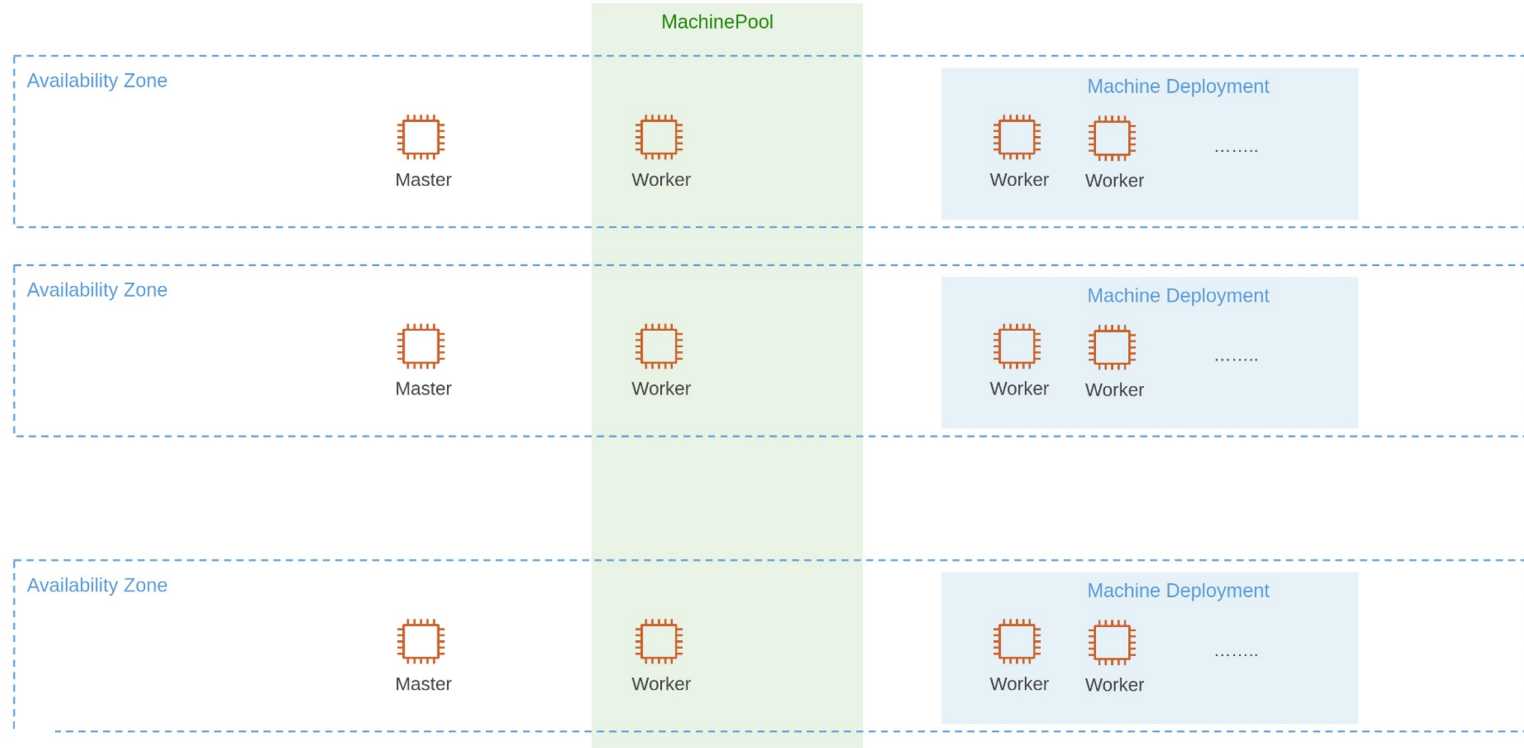 MachinePool
Availability Zone
Machine Deployment
Master
Worker
Worker
Worker
........
Availability Zone
Machine Deployment
Master
Worker
Worker
Worker
........
Availability Zone
Machine Deployment
Master
Worker
Worker
Worker
........